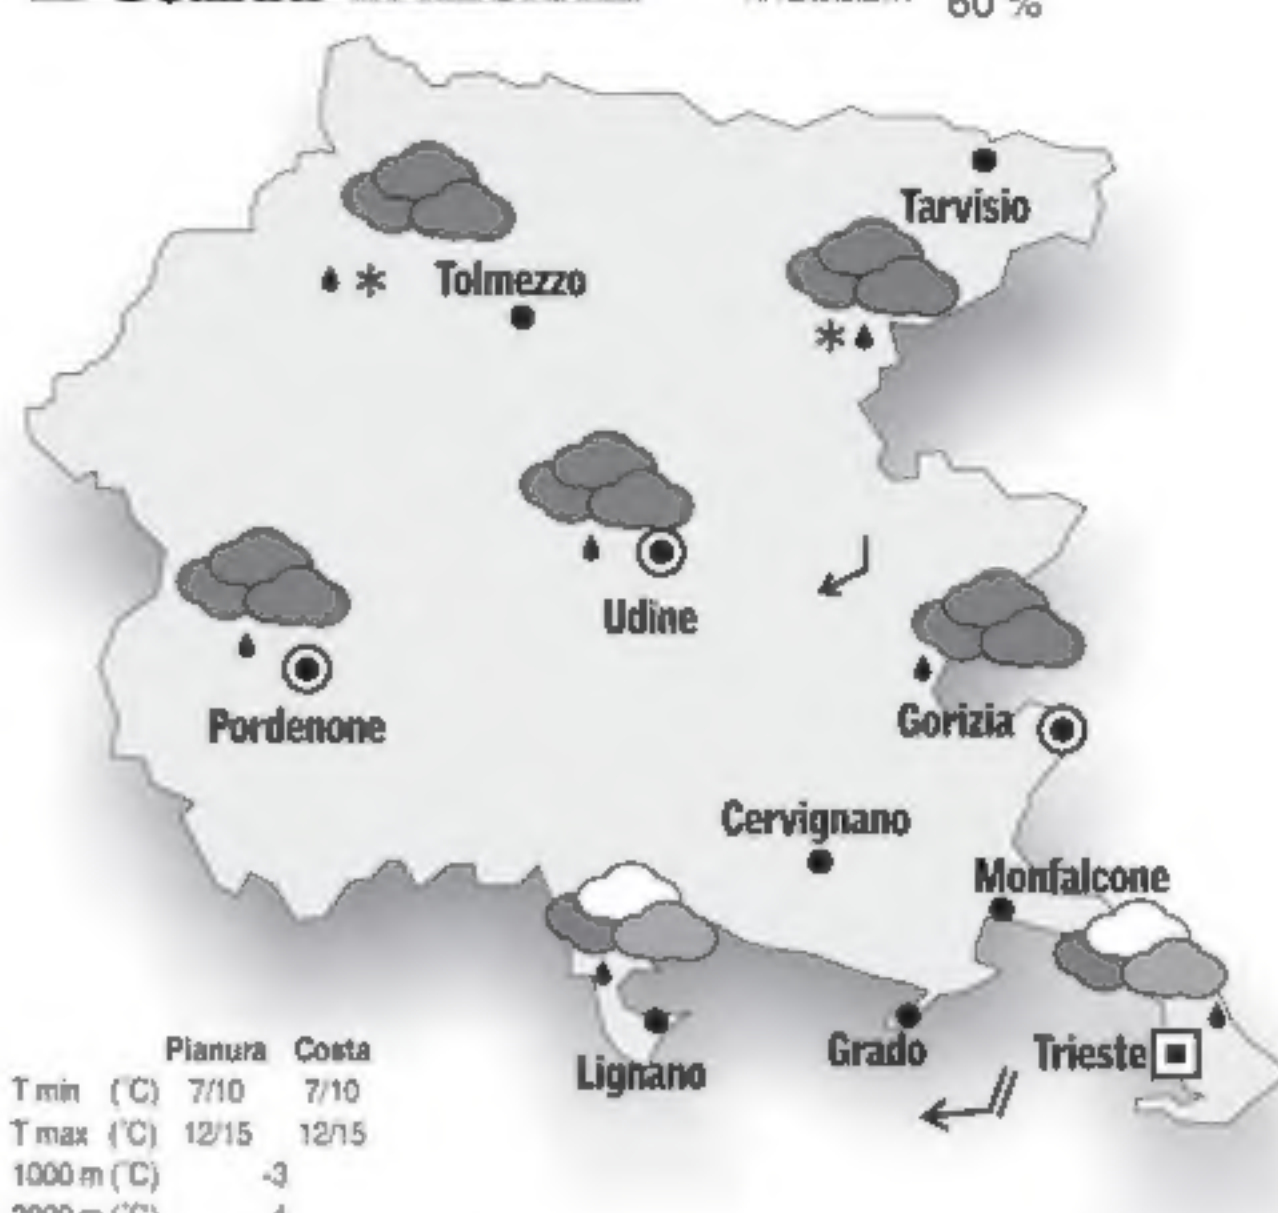 60 %
Tarvisio
Tolmezzo
Udine
Pordenone
Gorizia
Cervignano
Monfalcone
Lignano
Grado
Trieste
Pianura Costa
T min (°C) 7/10 7/10
T max (°C) 12/15 12/15
1000 m (°C) -3